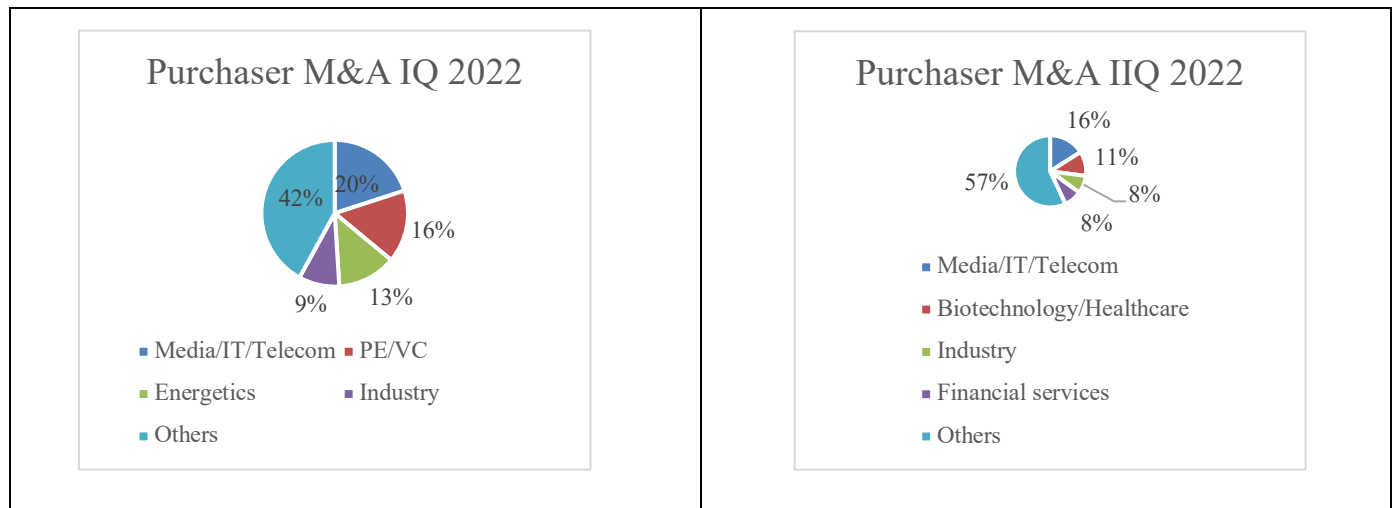 Purchaser M&A IQ 2022
20%
16%
13%
9%
42%
Media/IT/Telecom PE/VC
Energetics Industry
Others
Purchaser M&A IIQ 2022
16%
11%
8%
8%
57%
Media/IT/Telecom
Biotechnology/Healthcare
Industry
Financial services
Others